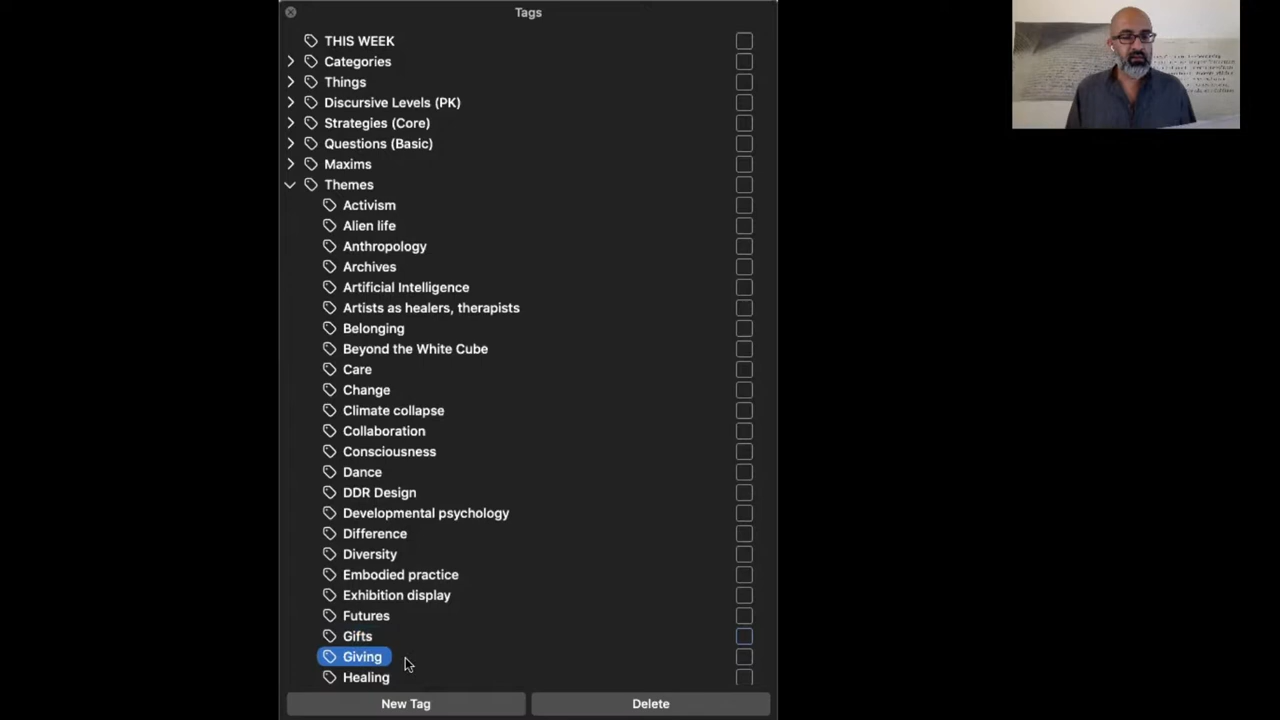 Tags
THIS WEEK
Categories
Things
Discursive Levels (PK)
Strategies (Core)
Questions (Basic)
Maxims
Themes
Activism
Alien life
Anthropology
Archives
Artificial Intelligence
Artists as healers, therapists
Belonging
Beyond the White Cube
Care
Change
Climate collapse
Collaboration
Consciousness
Dance
DDR Design
Developmental psychology
Difference
Diversity
Embodied practice
Exhibition display
Futures
Gifts
Giving
Healing
New Tag
Delete